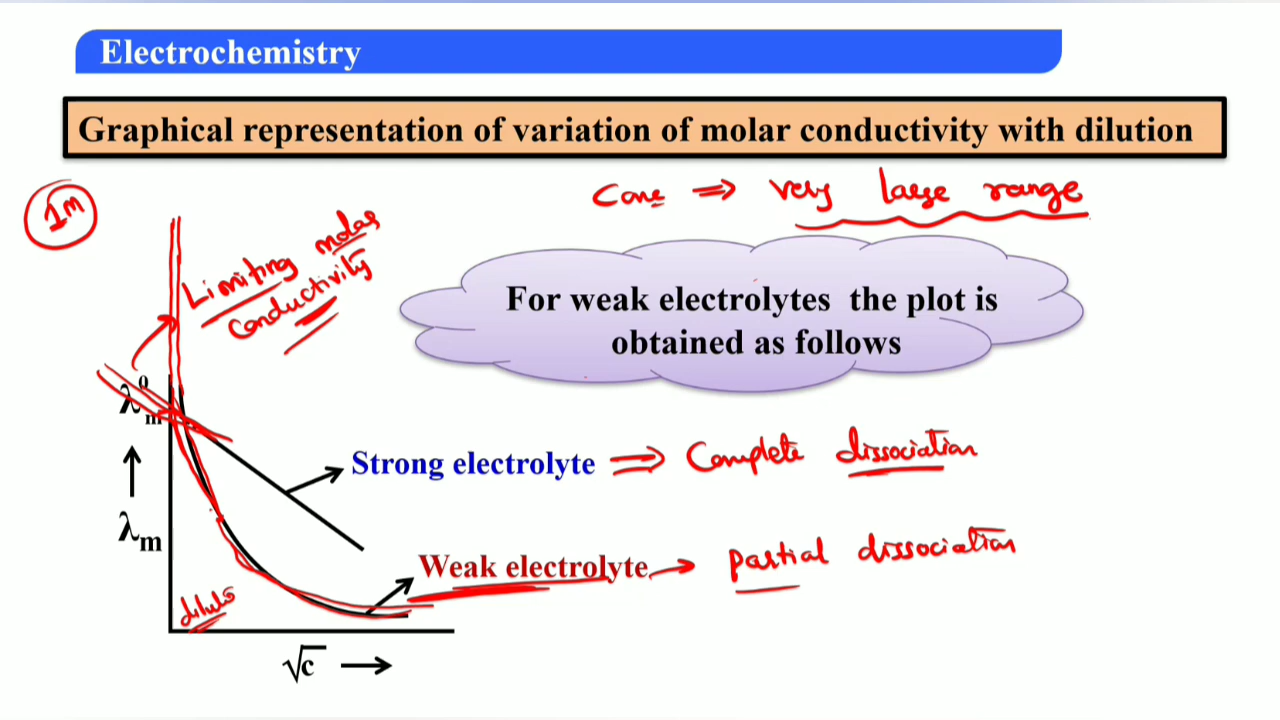 Electrochemistry
Graphical representation of variation of molar conductivity with dilution
1M
Conc ⇒ very large range
Limiting molar
conductivity
For weak electrolytes the plot is
obtained as follows
λ⁰m
Strong electrolyte ⇒ Complete dissociation
λm
Weak electrolyte → partial dissociation
dilute
√c →